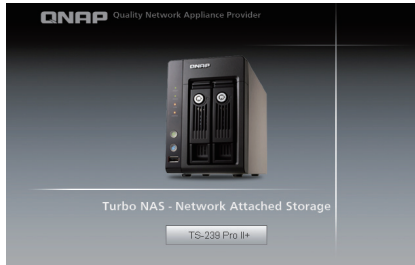 QNAP Quality Network Appliance Provider
QNAP
Turbo NAS - Network Attached Storage
TS-239 Pro II+